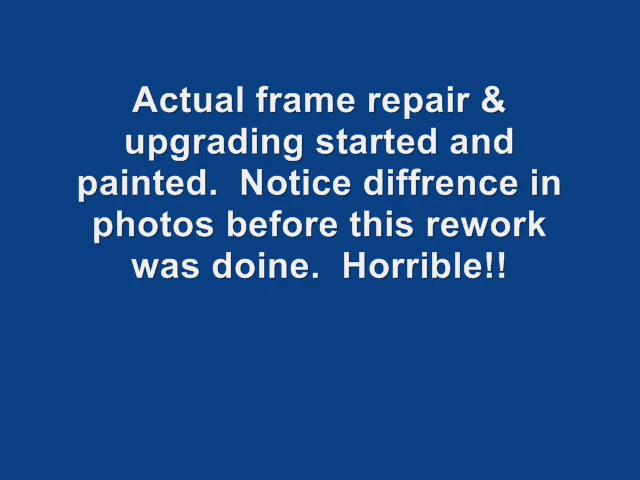 Actual frame repair &
upgrading started and
painted.  Notice diffrence in
photos before this rework
was doine.  Horrible!!